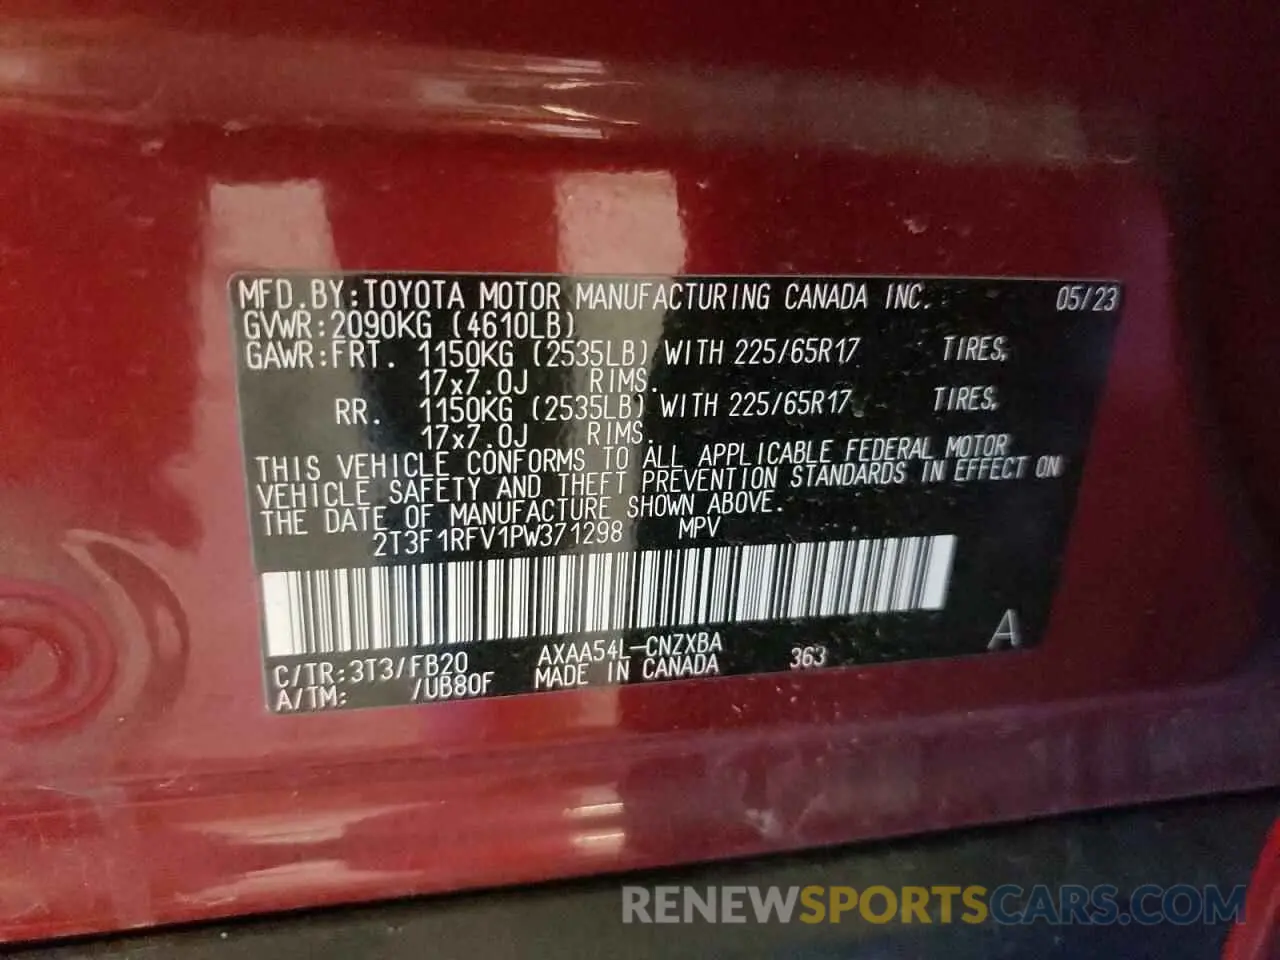 MFD.BY:TOYOTA MOTOR MANUFACTURING CANADA INC. 05/23
GVWR:2090KG (4610LB)
GAWR:FRT. 1150KG (2535LB) WITH 225/65R17 TIRES,
17x7.0J RIMS.
RR. 1150KG (2535LB) WITH 225/65R17 TIRES,
17x7.0J RIMS.
THIS VEHICLE CONFORMS TO ALL APPLICABLE FEDERAL MOTOR
VEHICLE SAFETY AND THEFT PREVENTION STANDARDS IN EFFECT ON
THE DATE OF MANUFACTURE SHOWN ABOVE.
2T3F1RFV1PW371298 MPV
A
C/TR:3T3/FB20 AXAA54L-CNZXBA 363
A/TM: /UB80F MADE IN CANADA
RENEWSPORTSCARS.COM